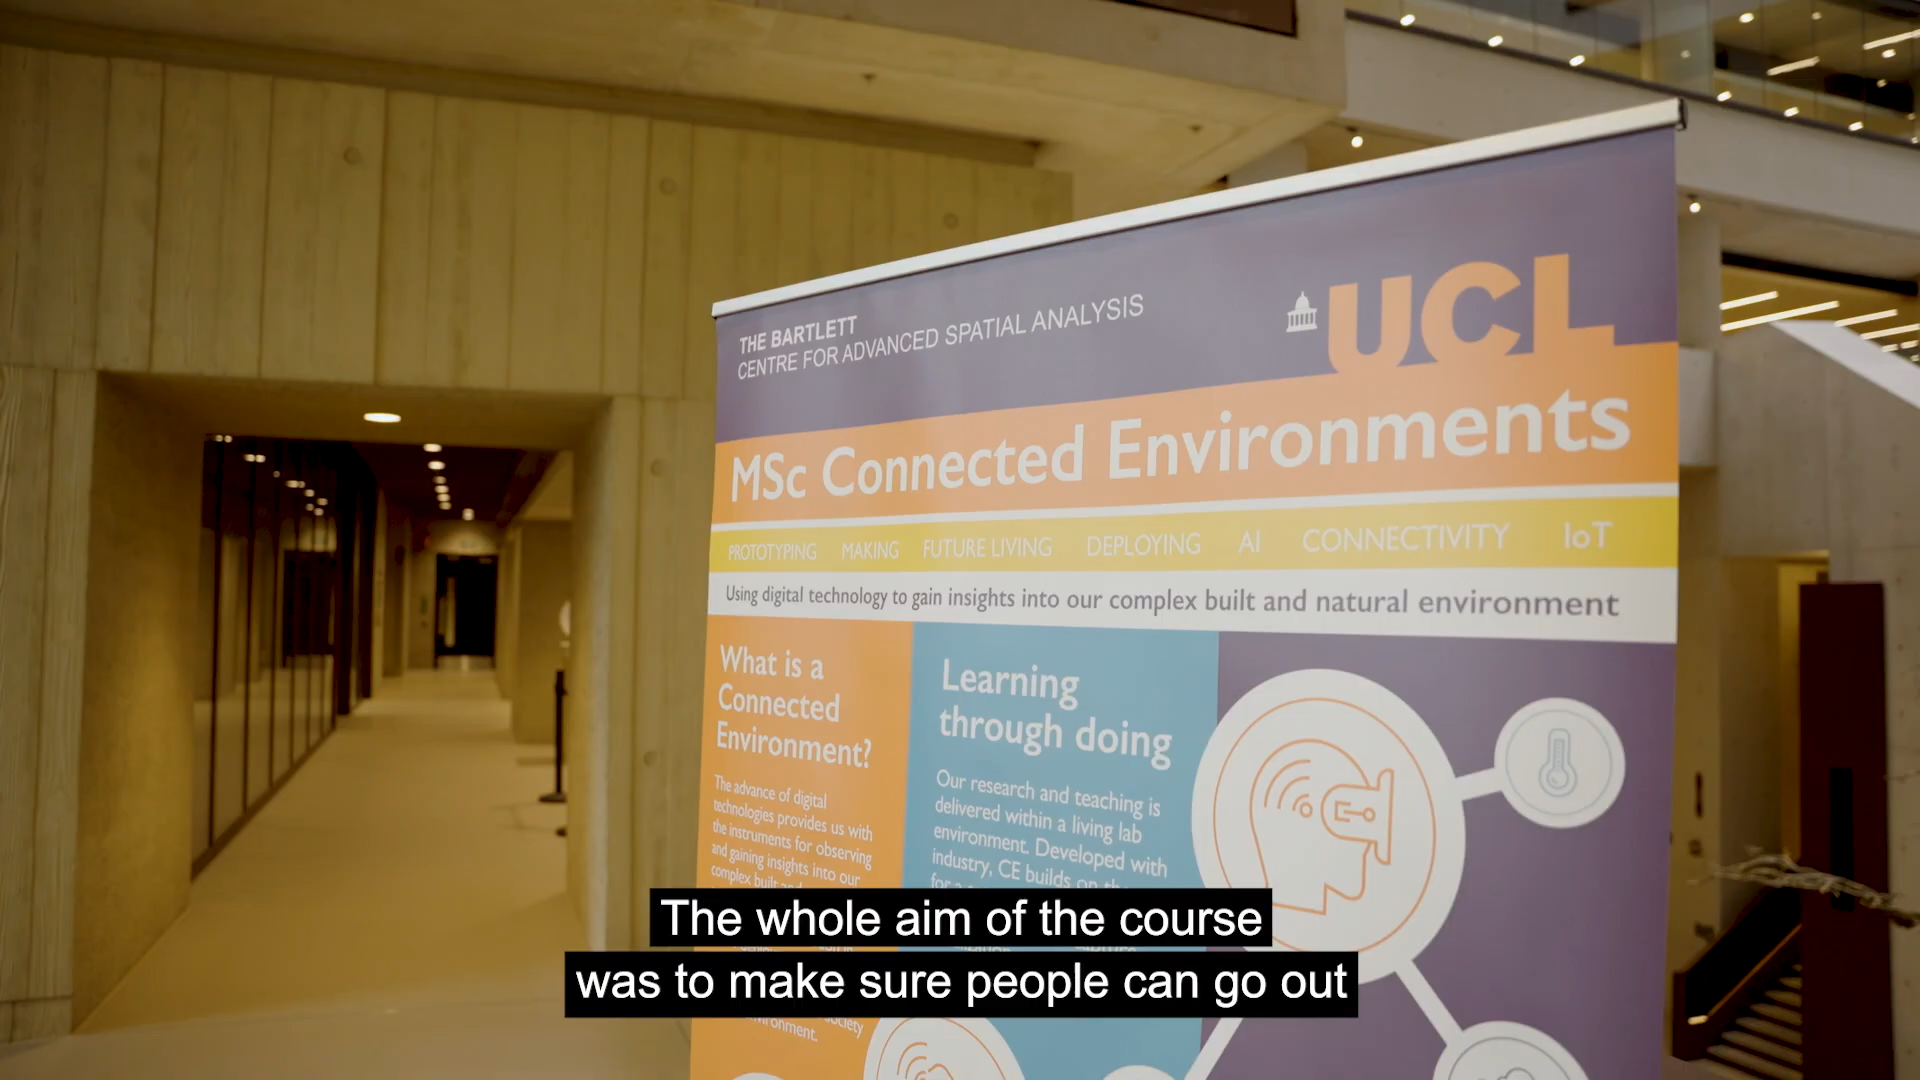 THE BARTLETT
CENTRE FOR ADVANCED SPATIAL ANALYSIS
UCL
MSc Connected Environments
PROTOTYPING MAKING FUTURE LIVING DEPLOYING AI CONNECTIVITY IoT
Using digital technology to gain insights into our complex built and natural environment
What is a
Connected
Environment?
The advance of digital
technologies provides us with
the instruments for observing
and gaining insights into our
complex built and
Learning
through doing
Our research and teaching is
delivered within a living lab
environment. Developed with
industry, CE builds on
The whole aim of the course
was to make sure people can go out